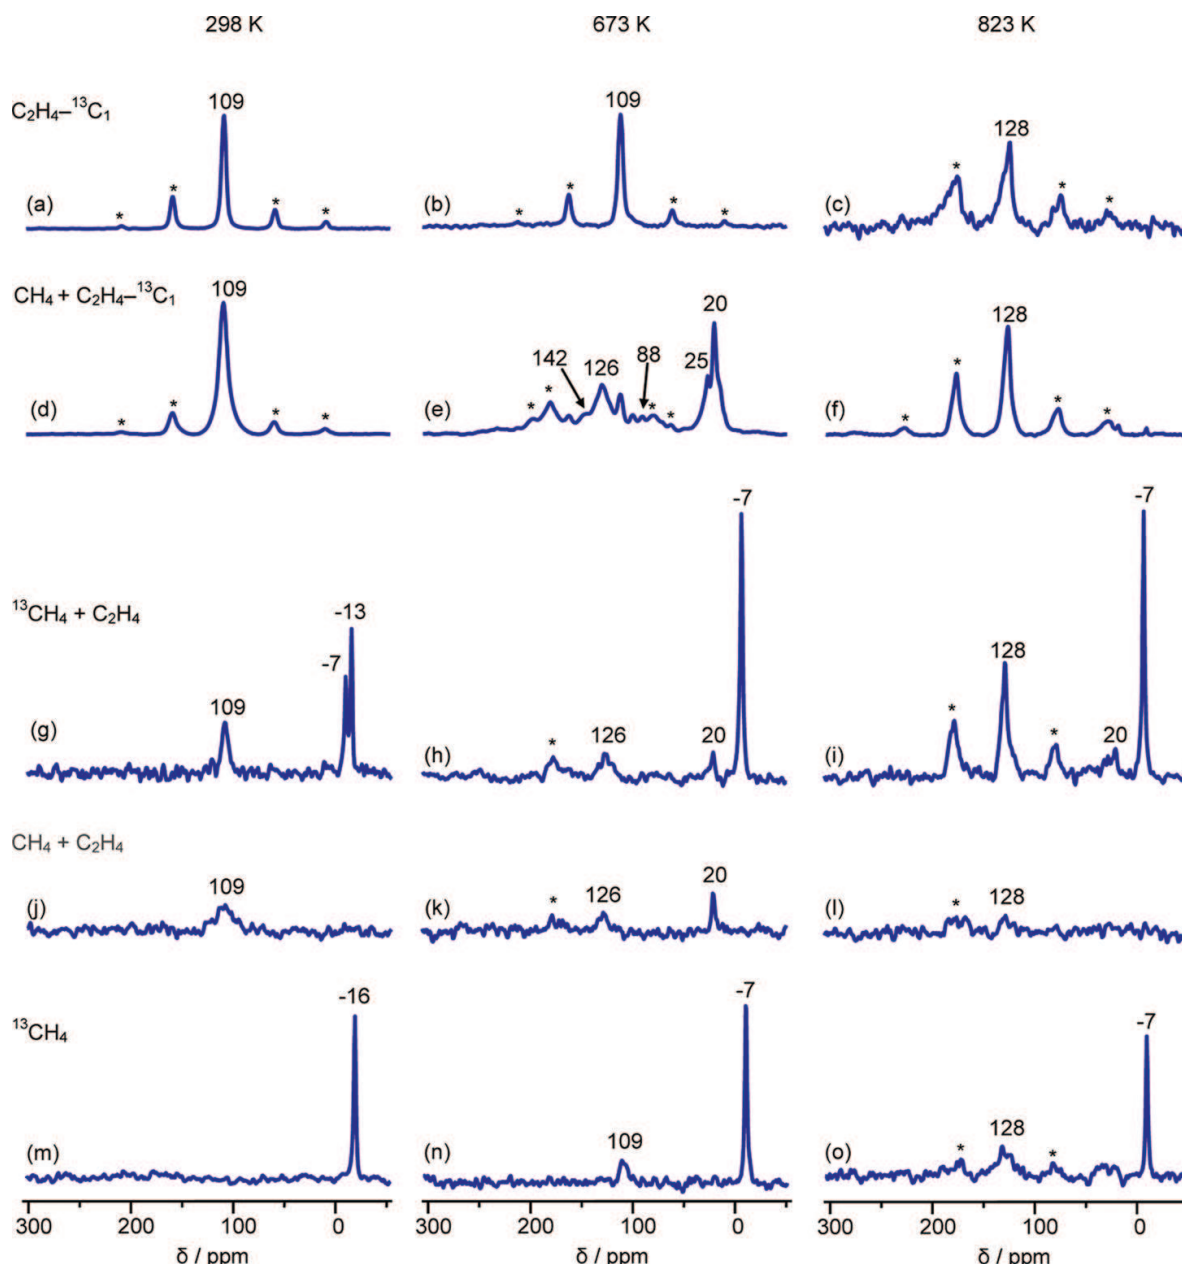 298 K 673 K 823 K
C₂H₄–¹³C₁
109 109 128
(a) * * * * (b) * * * * (c) * * *
CH₄ + C₂H₄–¹³C₁
109 142 126 88 25 20 128
(d) * * * * (e) * * * * (f) * * * *
¹³CH₄ + C₂H₄
109 -7 -13 * 126 20 -7 * 128 * 20 -7
(g) (h) (i)
CH₄ + C₂H₄
109 * 126 20 * 128
(j) (k) (l)
¹³CH₄
-16 109 -7 * 128 * -7
(m) (n) (o)
300 200 100 0 300 200 100 0 300 200 100 0
δ / ppm δ / ppm δ / ppm